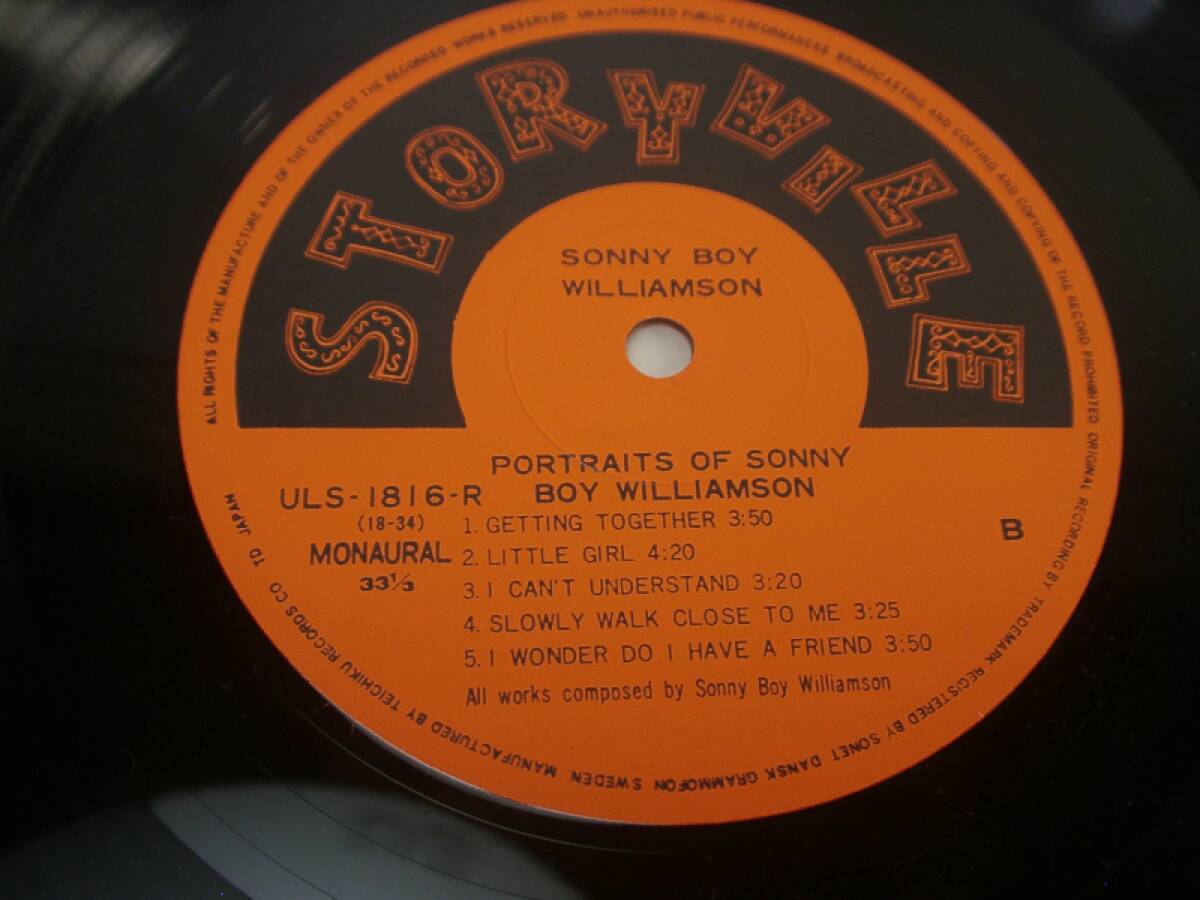 STORYVILLE
SONNY BOY
WILLIAMSON
PORTRAITS OF SONNY
BOY WILLIAMSON
ULS-1816-R
(18-34)
MONAURAL
33⅓
B
1. GETTING TOGETHER 3:50
2. LITTLE GIRL 4:20
3. I CAN'T UNDERSTAND 3:20
4. SLOWLY WALK CLOSE TO ME 3:25
5. I WONDER DO I HAVE A FRIEND 3:50
All works composed by Sonny Boy Williamson
ALL RIGHTS OF THE MANUFACTURE AND OF THE OWNER OF THE RECORDED WORKS RESERVED UNAUTHORISED PUBLIC PERFORMANCES BROADCASTING AND COPYING AND COPYING OF THE RECORD PROHIBITED ORIGINAL RECORDING BY TRADEMARK REGISTERED BY SONET DANSK GRAMMOFON SWEDEN MANUFACTURED BY TEICHIKU RECORDS CO TD JAPAN